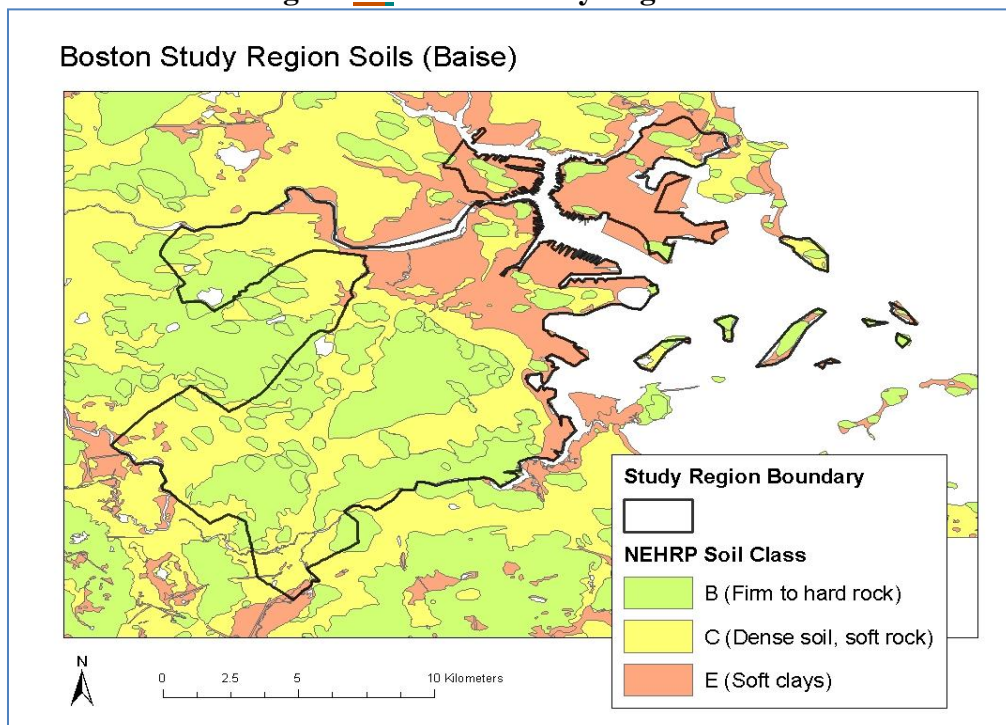 Boston Study Region Soils (Baise)
Study Region Boundary
NEHRP Soil Class
B (Firm to hard rock)
C (Dense soil, soft rock)
E (Soft clays)
N
0 2.5 5 10 Kilometers